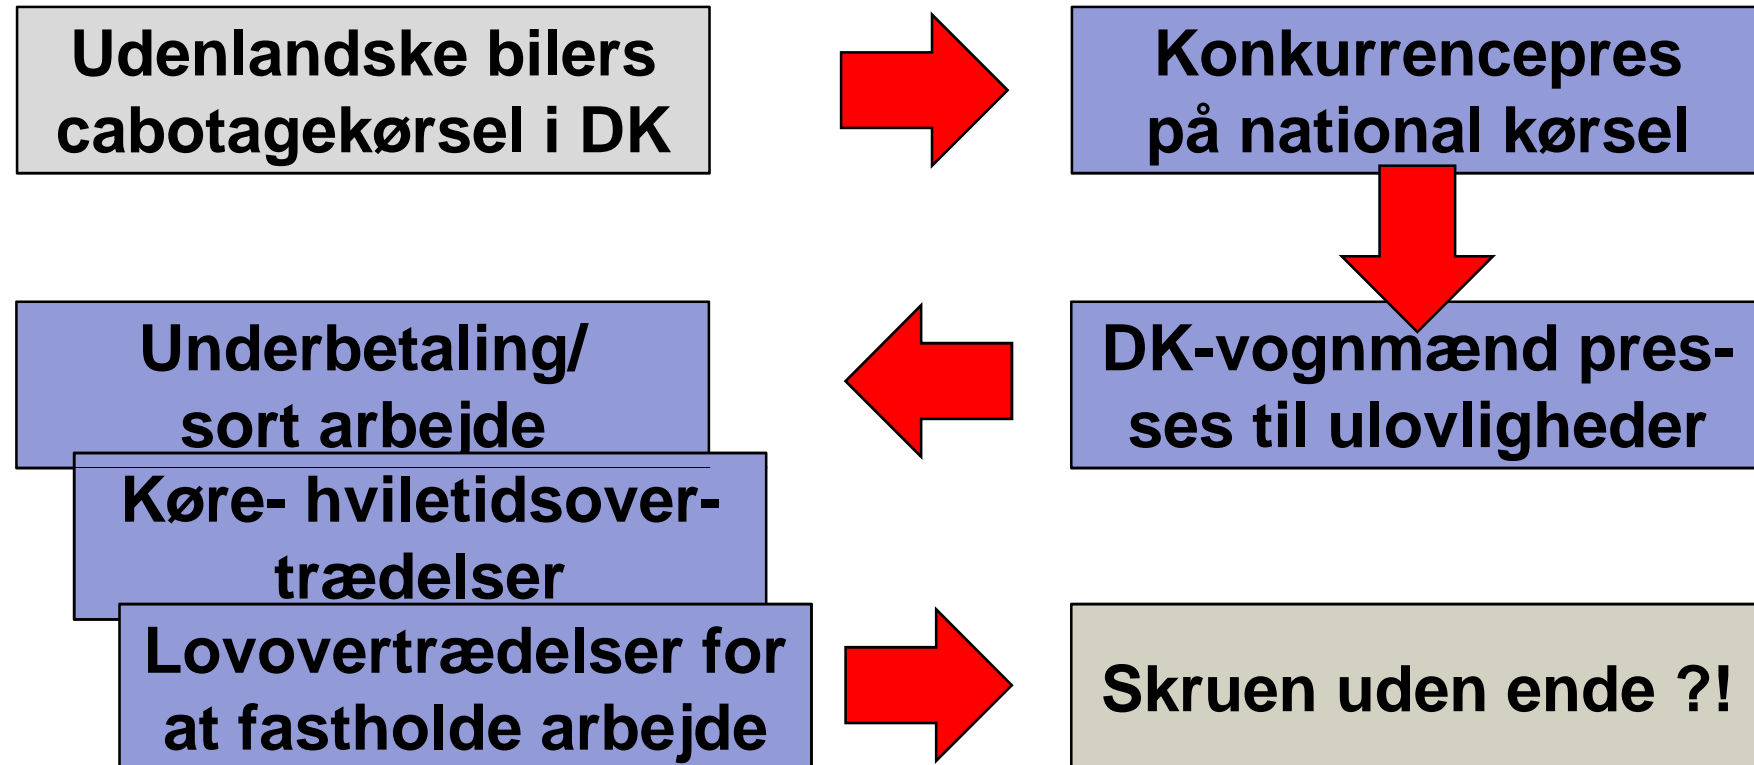 Udenlandske bilers
cabotagekørsel i DK
Konkurrencepres
på national kørsel
DK-vognmænd pres-
ses til ulovligheder
Underbetaling/
sort arbejde
Køre- hviletidsover-
trædelser
Lovovertrædelser for
at fastholde arbejde
Skruen uden ende ?!